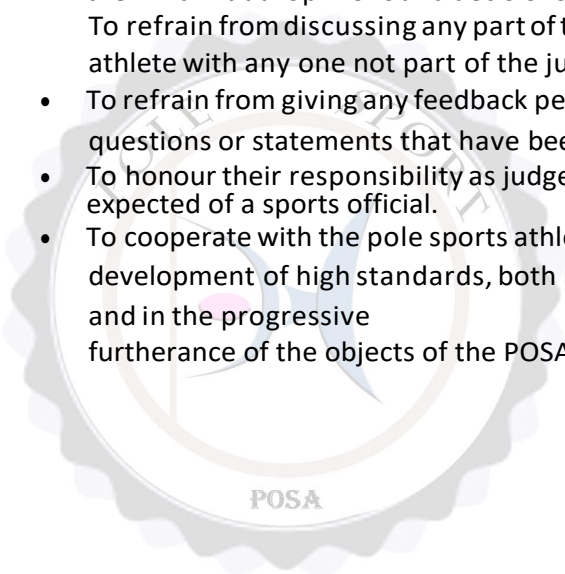 To refrain from discussing any part of t
athlete with any one not part of the ju
• To refrain from giving any feedback pe
questions or statements that have bee
• To honour their responsibility as judge
expected of a sports official.
• To cooperate with the pole sports athle
development of high standards, both
and in the progressive
furtherance of the objects of the POSA
POLE SPORT
POSA